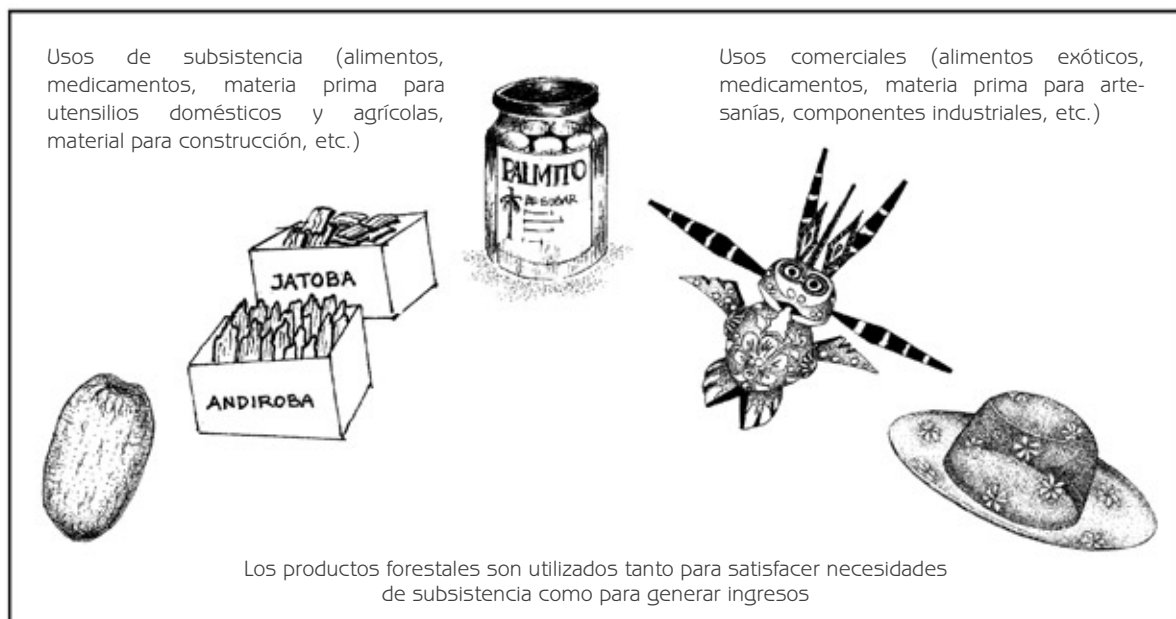 Usos de subsistencia (alimentos,
medicamentos, materia prima para
utensilios domésticos y agrícolas,
material para construcción, etc.)
Usos comerciales (alimentos exóticos,
medicamentos, materia prima para arte-
sanías, componentes industriales, etc.)
PALMITO
JATOBA
ANDIROBA
Los productos forestales son utilizados tanto para satisfacer necesidades
de subsistencia como para generar ingresos